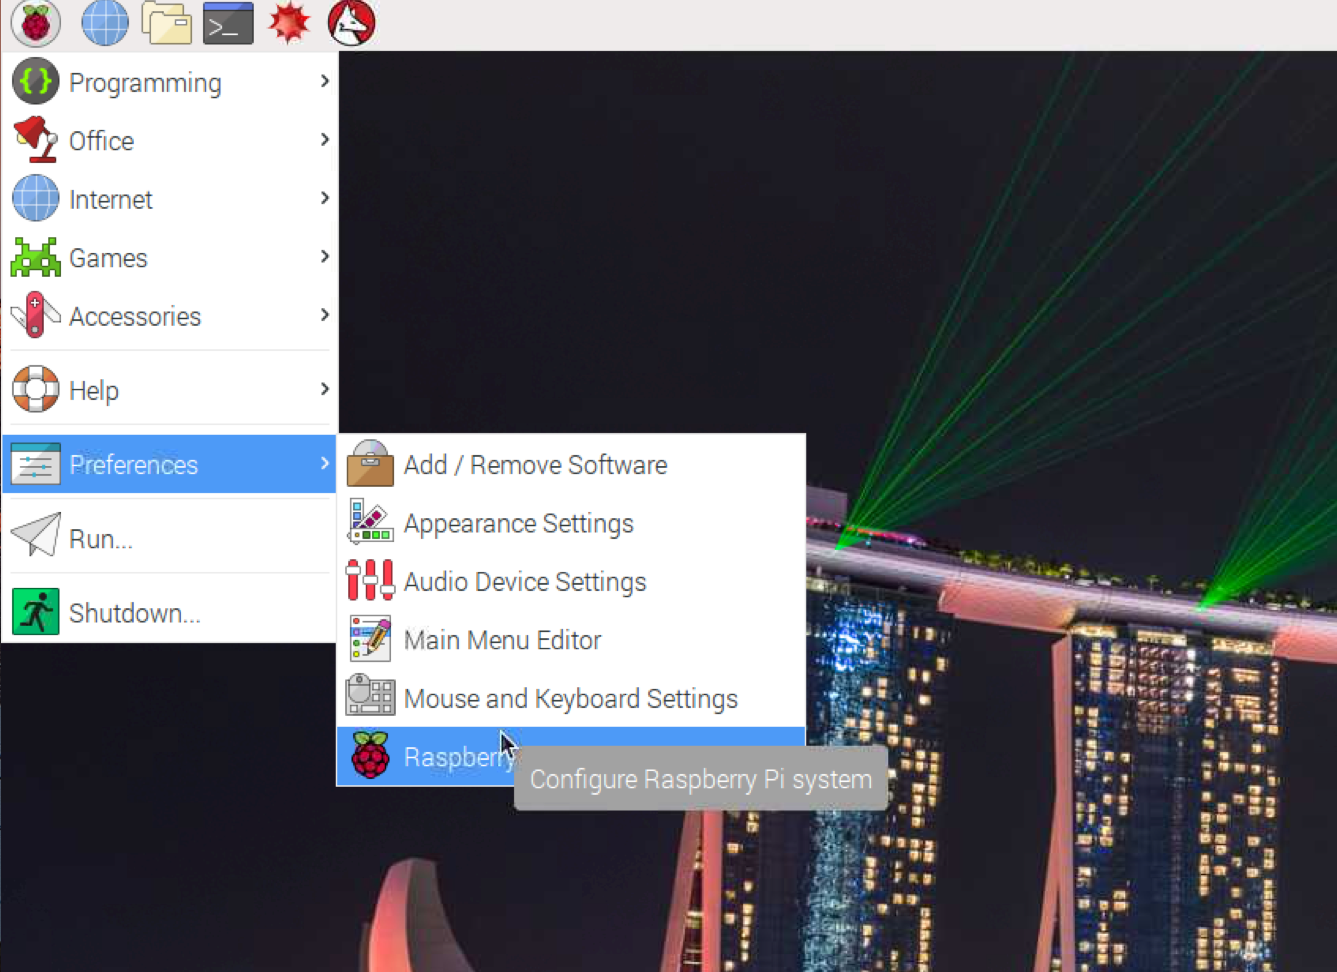 >_
Programming
Office
Internet
Games
Accessories
Help
Preferences
Run...
Shutdown...
Add / Remove Software
Appearance Settings
Audio Device Settings
Main Menu Editor
Mouse and Keyboard Settings
Raspberry
Configure Raspberry Pi system